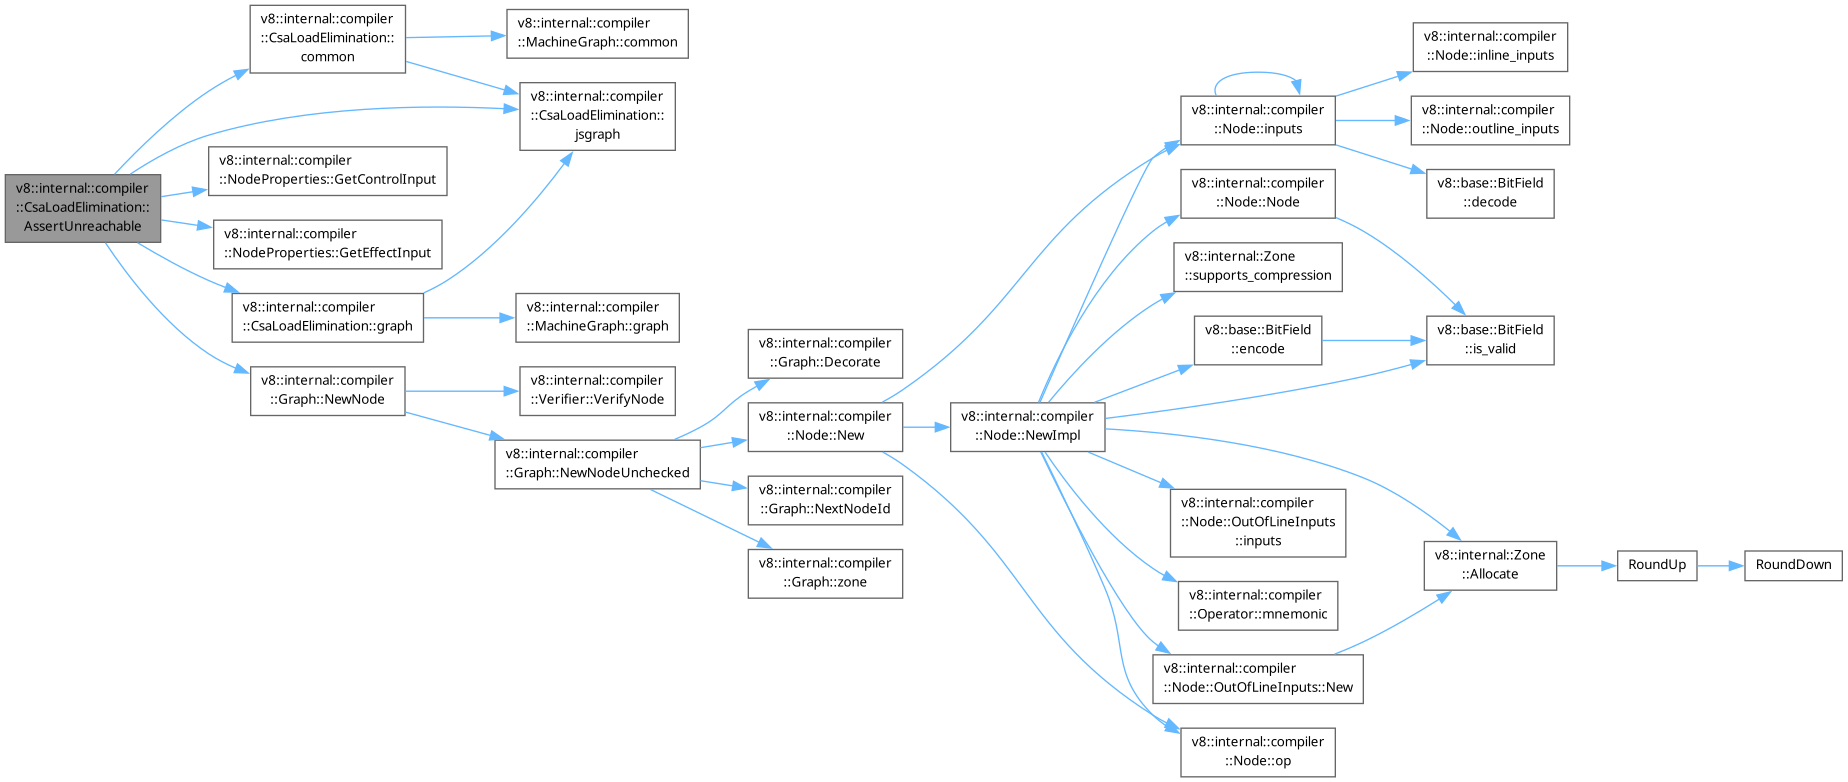 v8::internal::compiler
::CsaLoadElimination::
AssertUnreachable
v8::internal::compiler
::CsaLoadElimination::
common
v8::internal::compiler
::MachineGraph::common
v8::internal::compiler
::CsaLoadElimination::
jsgraph
v8::internal::compiler
::NodeProperties::GetControlInput
v8::internal::compiler
::NodeProperties::GetEffectInput
v8::internal::compiler
::CsaLoadElimination::graph
v8::internal::compiler
::MachineGraph::graph
v8::internal::compiler
::Graph::NewNode
v8::internal::compiler
::Verifier::VerifyNode
v8::internal::compiler
::Graph::NewNodeUnchecked
v8::internal::compiler
::Graph::Decorate
v8::internal::compiler
::Node::New
v8::internal::compiler
::Graph::NextNodeId
v8::internal::compiler
::Graph::zone
v8::internal::compiler
::Node::NewImpl
v8::internal::compiler
::Node::inputs
v8::internal::compiler
::Node::Node
v8::internal::Zone
::supports_compression
v8::base::BitField
::encode
v8::internal::compiler
::Node::OutOfLineInputs
::inputs
v8::internal::compiler
::Operator::mnemonic
v8::internal::compiler
::Node::OutOfLineInputs::New
v8::internal::compiler
::Node::op
v8::internal::compiler
::Node::inline_inputs
v8::internal::compiler
::Node::outline_inputs
v8::base::BitField
::decode
v8::base::BitField
::is_valid
v8::internal::Zone
::Allocate
RoundUp
RoundDown